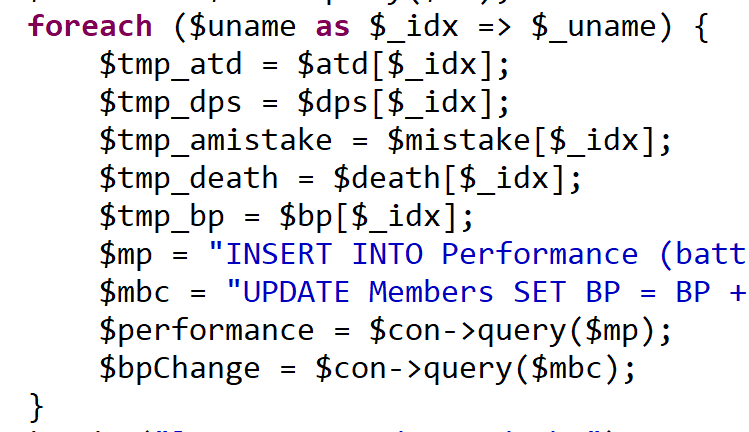 foreach ($uname as $_idx => $_uname) {
$tmp_atd = $atd[$_idx];
$tmp_dps = $dps[$_idx];
$tmp_amistake = $mistake[$_idx];
$tmp_death = $death[$_idx];
$tmp_bp = $bp[$_idx];
$mp = "INSERT INTO Performance (batt
$mbc = "UPDATE Members SET BP = BP +
$performance = $con->query($mp);
$bpChange = $con->query($mbc);
}